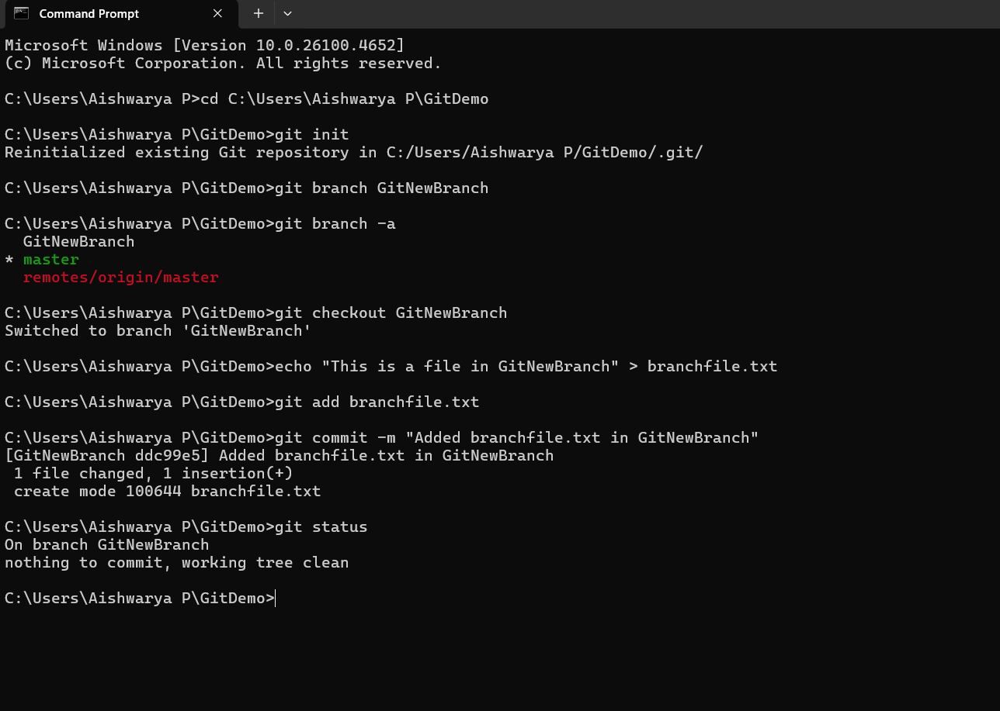 Command Prompt
Microsoft Windows [Version 10.0.26100.4652]
(c) Microsoft Corporation. All rights reserved.
C:\Users\Aishwarya P>cd C:\Users\Aishwarya P\GitDemo
C:\Users\Aishwarya P\GitDemo>git init
Reinitialized existing Git repository in C:/Users/Aishwarya P/GitDemo/.git/
C:\Users\Aishwarya P\GitDemo>git branch GitNewBranch
C:\Users\Aishwarya P\GitDemo>git branch -a
  GitNewBranch
* master
  remotes/origin/master
C:\Users\Aishwarya P\GitDemo>git checkout GitNewBranch
Switched to branch 'GitNewBranch'
C:\Users\Aishwarya P\GitDemo>echo "This is a file in GitNewBranch" > branchfile.txt
C:\Users\Aishwarya P\GitDemo>git add branchfile.txt
C:\Users\Aishwarya P\GitDemo>git commit -m "Added branchfile.txt in GitNewBranch"
[GitNewBranch ddc99e5] Added branchfile.txt in GitNewBranch
 1 file changed, 1 insertion(+)
 create mode 100644 branchfile.txt
C:\Users\Aishwarya P\GitDemo>git status
On branch GitNewBranch
nothing to commit, working tree clean
C:\Users\Aishwarya P\GitDemo>